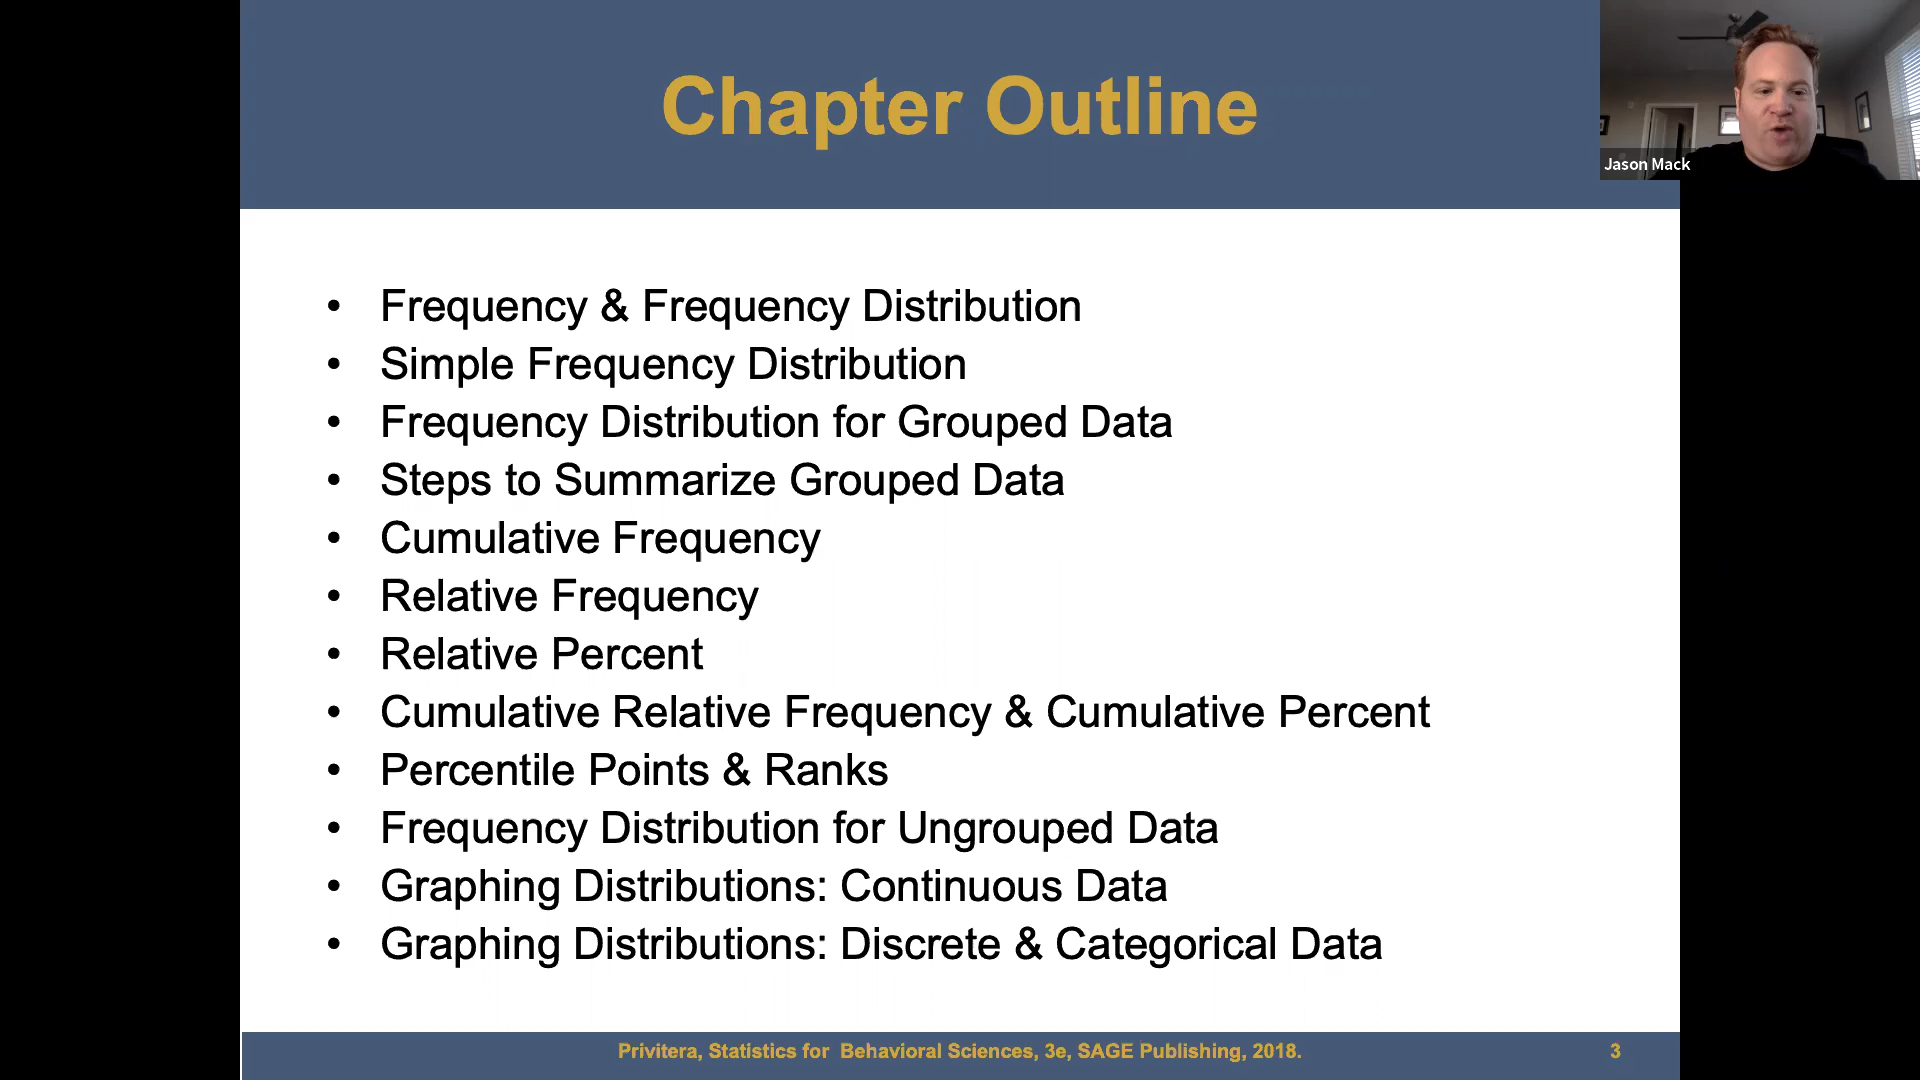 Chapter Outline
Jason Mack
• Frequency & Frequency Distribution
• Simple Frequency Distribution
• Frequency Distribution for Grouped Data
• Steps to Summarize Grouped Data
• Cumulative Frequency
• Relative Frequency
• Relative Percent
• Cumulative Relative Frequency & Cumulative Percent
• Percentile Points & Ranks
• Frequency Distribution for Ungrouped Data
• Graphing Distributions: Continuous Data
• Graphing Distributions: Discrete & Categorical Data
Privitera, Statistics for Behavioral Sciences, 3e, SAGE Publishing, 2018.
3